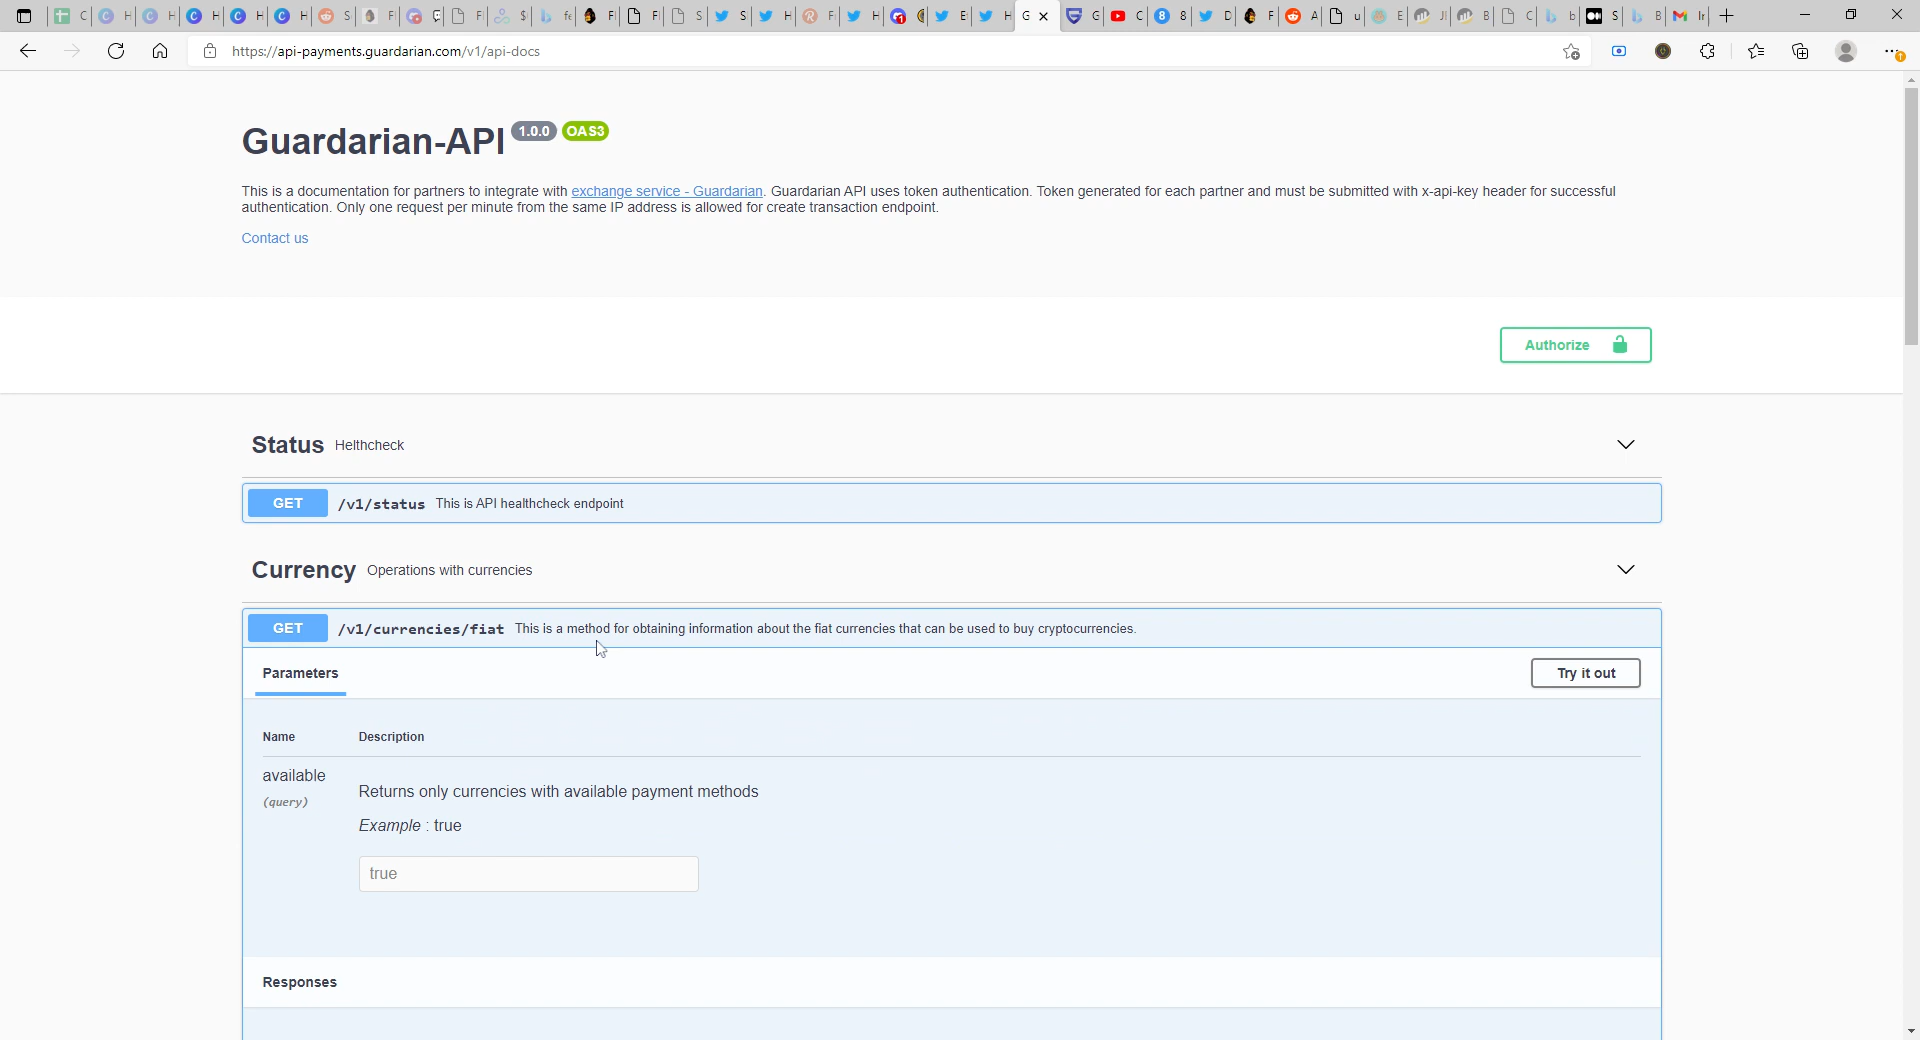 https://api-payments.guardarian.com/v1/api-docs
Guardarian-API 1.0.0 OAS3
This is a documentation for partners to integrate with exchange service - Guardarian. Guardarian API uses token authentication. Token generated for each partner and must be submitted with x-api-key header for successful
authentication. Only one request per minute from the same IP address is allowed for create transaction endpoint.
Contact us
Authorize
Status Helthcheck
GET /v1/status This is API healthcheck endpoint
Currency Operations with currencies
GET /v1/currencies/fiat This is a method for obtaining information about the fiat currencies that can be used to buy cryptocurrencies.
Parameters
Try it out
Name Description
available
(query)
Returns only currencies with available payment methods
Example : true
true
Responses